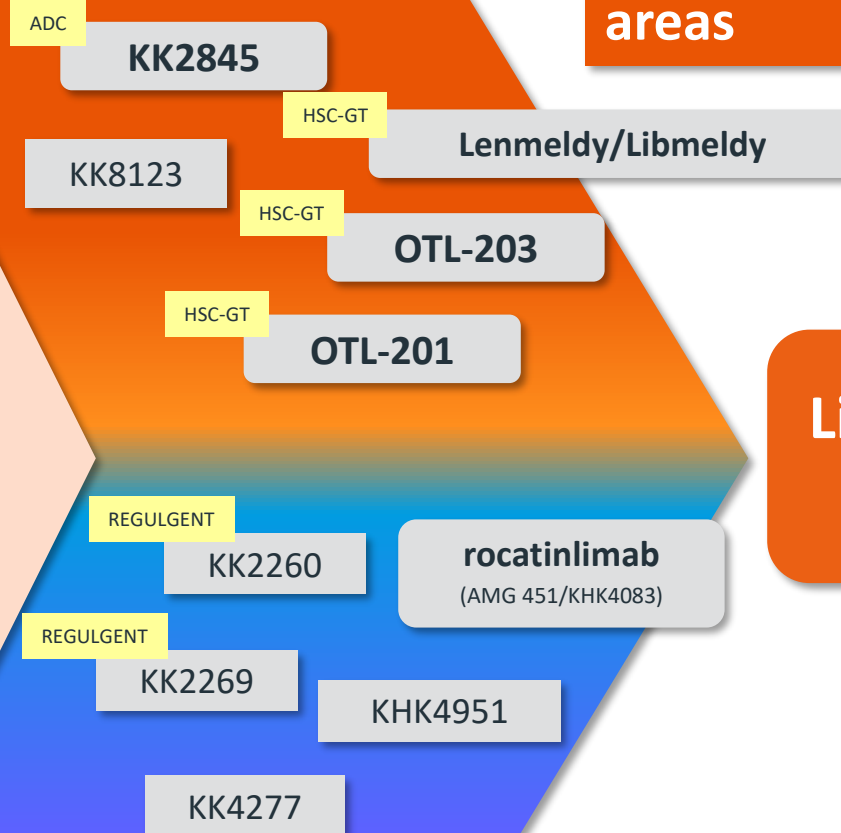 areas
ADC
KK2845
HSC-GT
Lenmeldy/Libmeldy
KK8123
HSC-GT
OTL-203
HSC-GT
OTL-201
Li
REGULGENT
KK2260
rocatinlimab
(AMG 451/KHK4083)
REGULGENT
KK2269
KHK4951
KK4277